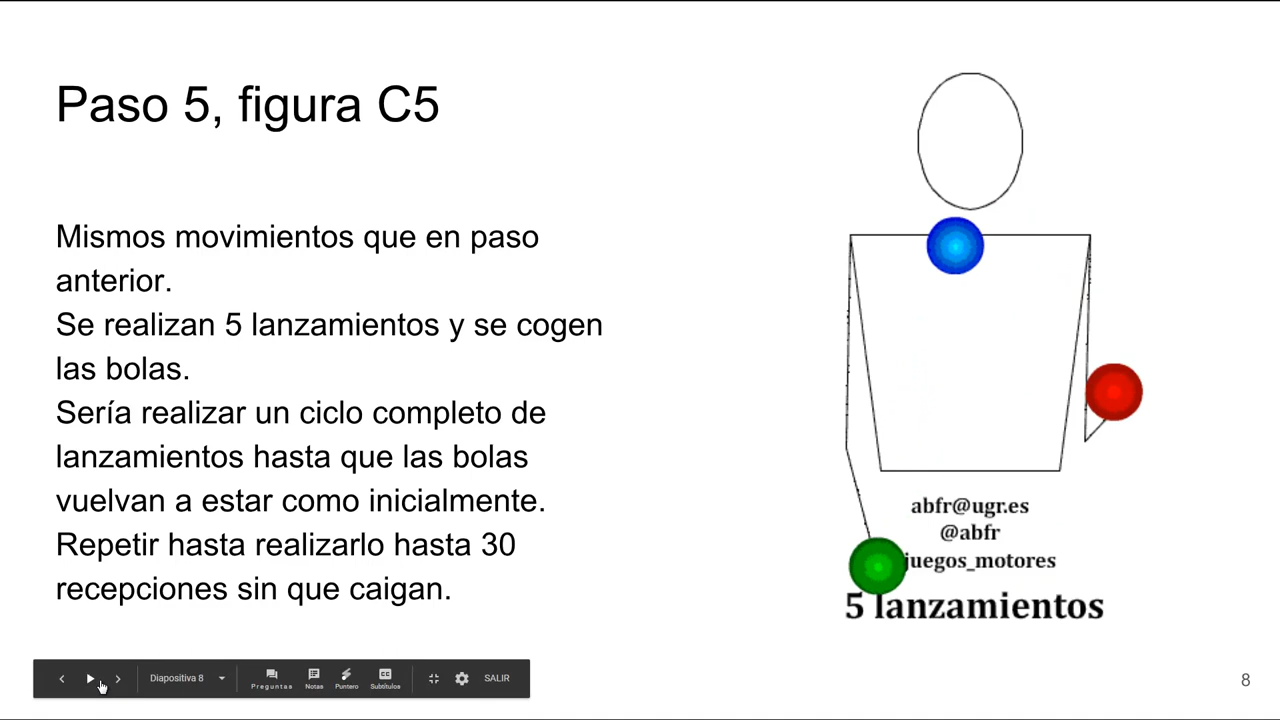 Paso 5, figura C5
Mismos movimientos que en paso
anterior.
Se realizan 5 lanzamientos y se cogen
las bolas.
Sería realizar un ciclo completo de
lanzamientos hasta que las bolas
vuelvan a estar como inicialmente.
Repetir hasta realizarlo hasta 30
recepciones sin que caigan.
abfr@ugr.es
@abfr
juegos_motores
5 lanzamientos
Diapositiva 8
Preguntas
Notas
Puntero
Subtítulos
SALIR
8